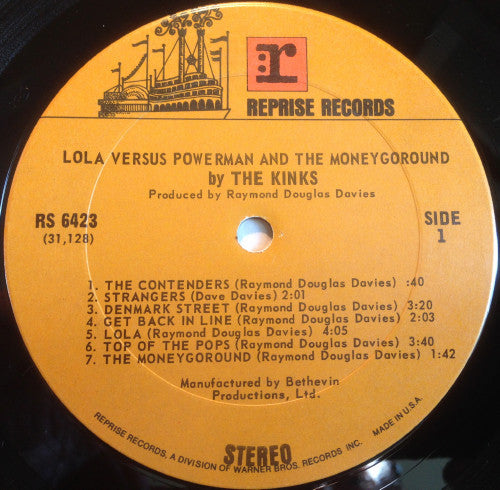 r
REPRISE RECORDS
LOLA VERSUS POWERMAN AND THE MONEYGOROUND
by THE KINKS
Produced by Raymond Douglas Davies
RS 6423
(31,128)
SIDE
1
1. THE CONTENDERS (Raymond Douglas Davies) :40
2. STRANGERS (Dave Davies) 2:01
3. DENMARK STREET (Raymond Douglas Davies) 3:20
4. GET BACK IN LINE (Raymond Douglas Davies) 2:03
5. LOLA (Raymond Douglas Davies) 4:05
6. TOP OF THE POPS (Raymond Douglas Davies) 3:40
7. THE MONEYGOROUND (Raymond Douglas Davies) 1:42
Manufactured by Bethevin
Productions, Ltd.
STEREO
REPRISE RECORDS, A DIVISION OF WARNER BROS. RECORDS INC. MADE IN U.S.A.